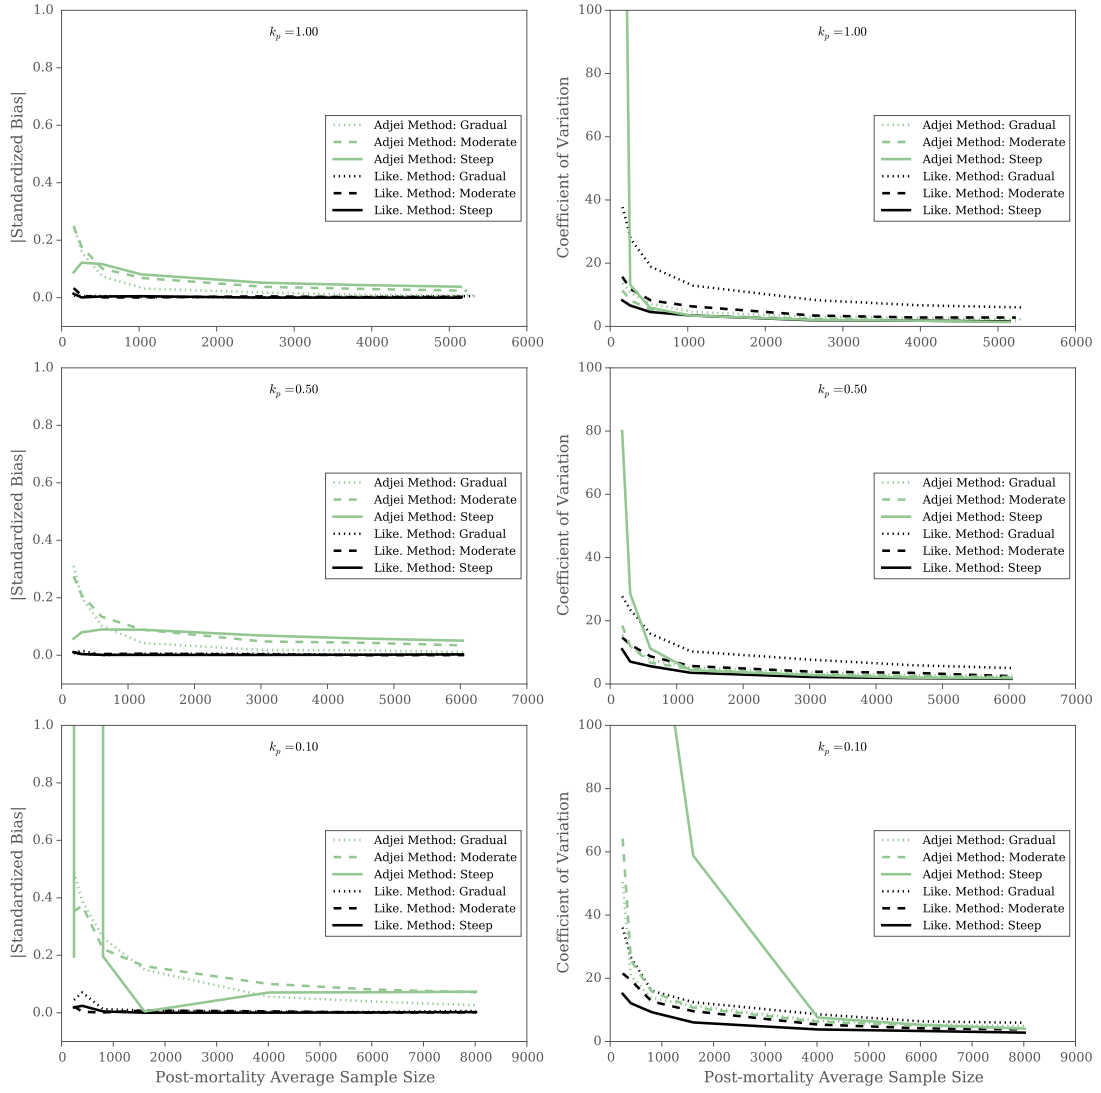 k_p = 1.00
|Standardized Bias|
1.0
0.8
0.6
0.4
0.2
0.0
0 1000 2000 3000 4000 5000 6000
Adjei Method: Gradual
Adjei Method: Moderate
Adjei Method: Steep
Like. Method: Gradual
Like. Method: Moderate
Like. Method: Steep
k_p = 1.00
Coefficient of Variation
100
80
60
40
20
0
0 1000 2000 3000 4000 5000 6000
Adjei Method: Gradual
Adjei Method: Moderate
Adjei Method: Steep
Like. Method: Gradual
Like. Method: Moderate
Like. Method: Steep
k_p = 0.50
|Standardized Bias|
1.0
0.8
0.6
0.4
0.2
0.0
0 1000 2000 3000 4000 5000 6000 7000
Adjei Method: Gradual
Adjei Method: Moderate
Adjei Method: Steep
Like. Method: Gradual
Like. Method: Moderate
Like. Method: Steep
k_p = 0.50
Coefficient of Variation
100
80
60
40
20
0
0 1000 2000 3000 4000 5000 6000 7000
Adjei Method: Gradual
Adjei Method: Moderate
Adjei Method: Steep
Like. Method: Gradual
Like. Method: Moderate
Like. Method: Steep
k_p = 0.10
|Standardized Bias|
1.0
0.8
0.6
0.4
0.2
0.0
0 1000 2000 3000 4000 5000 6000 7000 8000 9000
Adjei Method: Gradual
Adjei Method: Moderate
Adjei Method: Steep
Like. Method: Gradual
Like. Method: Moderate
Like. Method: Steep
Post-mortality Average Sample Size
k_p = 0.10
Coefficient of Variation
100
80
60
40
20
0
0 1000 2000 3000 4000 5000 6000 7000 8000 9000
Adjei Method: Gradual
Adjei Method: Moderate
Adjei Method: Steep
Like. Method: Gradual
Like. Method: Moderate
Like. Method: Steep
Post-mortality Average Sample Size